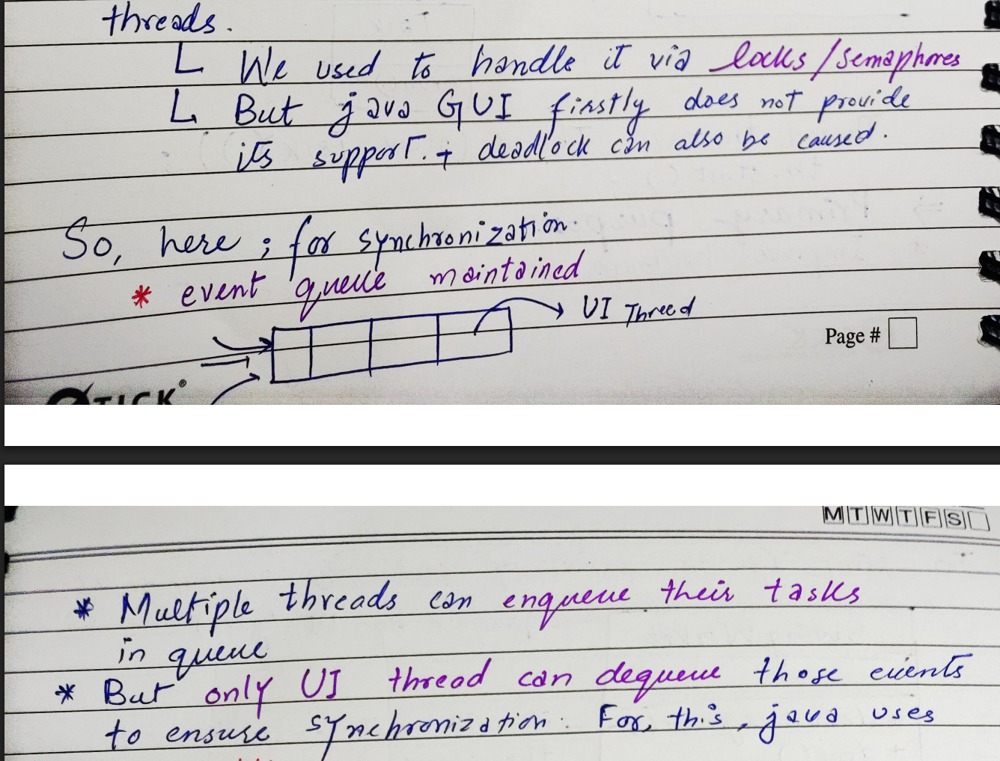 threads.
We used to handle it via locks/semaphores
But java GUI firstly does not provide
its support. + deadlock can also be caused.
So, here ; for synchronization.
* event queue maintained
UI Thread
Page #
TICK®
M T W T F S
* Multiple threads can enqueue their tasks
in queue
* But only UI thread can dequeue those events
to ensure synchronization. For, this, java uses